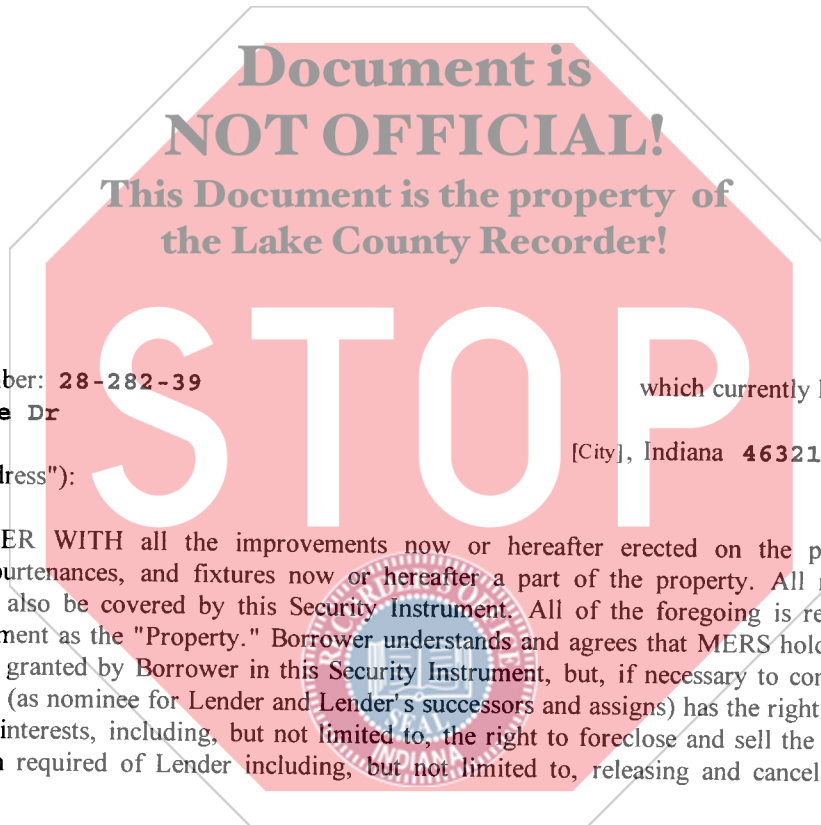 Document is
NOT OFFICIAL!
This Document is the property of
the Lake County Recorder!
STOP
ber: 28-282-39 which currently
e Dr
[City], Indiana 46321
dress"):
ER WITH all the improvements now or hereafter erected on the p
ourtenances, and fixtures now or hereafter a part of the property. All
also be covered by this Security Instrument. All of the foregoing is re
ment as the "Property." Borrower understands and agrees that MERS hold
granted by Borrower in this Security Instrument, but, if necessary to con
(as nominee for Lender and Lender's successors and assigns) has the right
interests, including, but not limited to, the right to foreclose and sell the
required of Lender including, but not limited to, releasing and cancel
SEAL
INDIANA